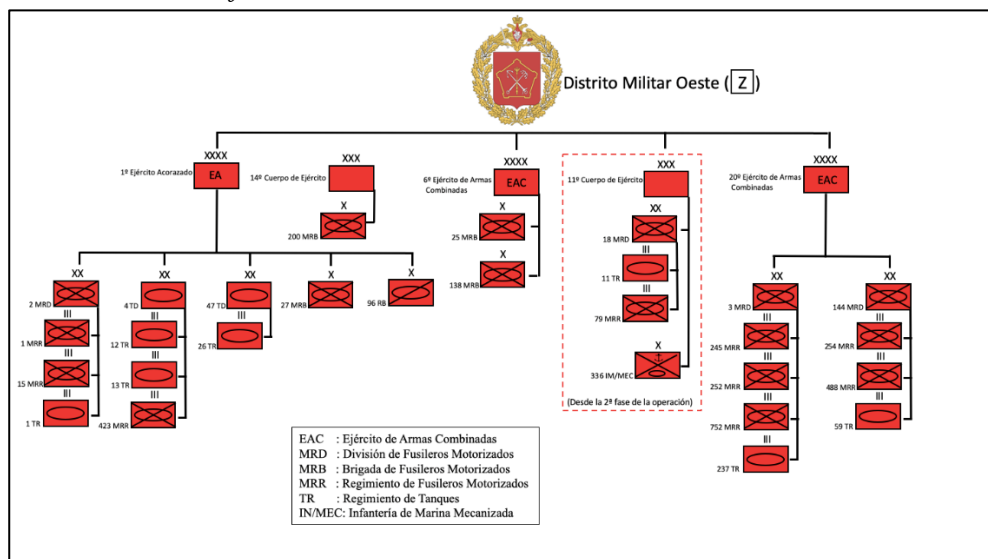 Distrito Militar Oeste (Z)
XXXX
1º Ejército Acorazado
EA
XXX
14º Cuerpo de Ejército
X
200 MRB
XXXX
6º Ejército de Armas
Combinadas
EAC
X
25 MRB
X
138 MRB
XXX
11º Cuerpo de Ejército
XX
18 MRD
III
11 TR
III
79 MRR
X
336 IM/MEC
(Desde la 2ª fase de la operación)
XXXX
20º Ejército de Armas
Combinadas
EAC
XX
2 MRD
III
1 MRR
III
15 MRR
III
1 TR
XX
4 TD
III
12 TR
III
13 TR
III
423 MRR
XX
47 TD
III
26 TR
X
27 MRB
X
96 RB
XX
3 MRD
III
245 MRR
III
252 MRR
III
752 MRR
III
237 TR
XX
144 MRD
III
254 MRR
III
488 MRR
III
59 TR
EAC : Ejército de Armas Combinadas
MRD : División de Fusileros Motorizados
MRB : Brigada de Fusileros Motorizados
MRR : Regimiento de Fusileros Motorizados
TR : Regimiento de Tanques
IN/MEC: Infantería de Marina Mecanizada